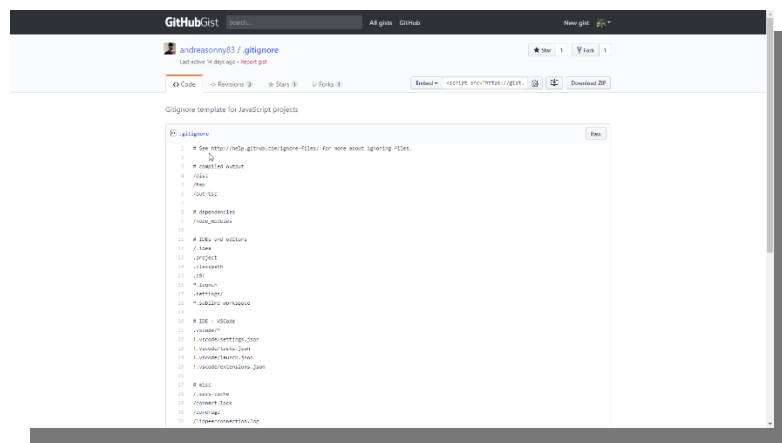 GitHubGist Search... All gists GitHub New gist
andreasonny83 / .gitignore Star 1 Fork 1
Last active 14 days ago • Report gist
Code Revisions 3 Stars 1 Forks 1 Embed <script src="https://gist. Download ZIP
Gitignore template for JavaScript projects
.gitignore Raw
1 # See http://help.github.com/ignore-files/ for more about ignoring files.
2
3 # compiled output
4 /dist
5 /tmp
6 /out-tsc
7
8 # dependencies
9 /node_modules
10
11 # IDEs and editors
12 /.idea
13 .project
14 .classpath
15 .c9/
16 *.launch
17 .settings/
18 *.sublime-workspace
19
20 # IDE - VSCode
21 .vscode/*
22 !.vscode/settings.json
23 !.vscode/tasks.json
24 !.vscode/launch.json
25 !.vscode/extensions.json
26
27 # misc
28 /.sass-cache
29 /connect.lock
30 /coverage
31 /libpeerconnection.log